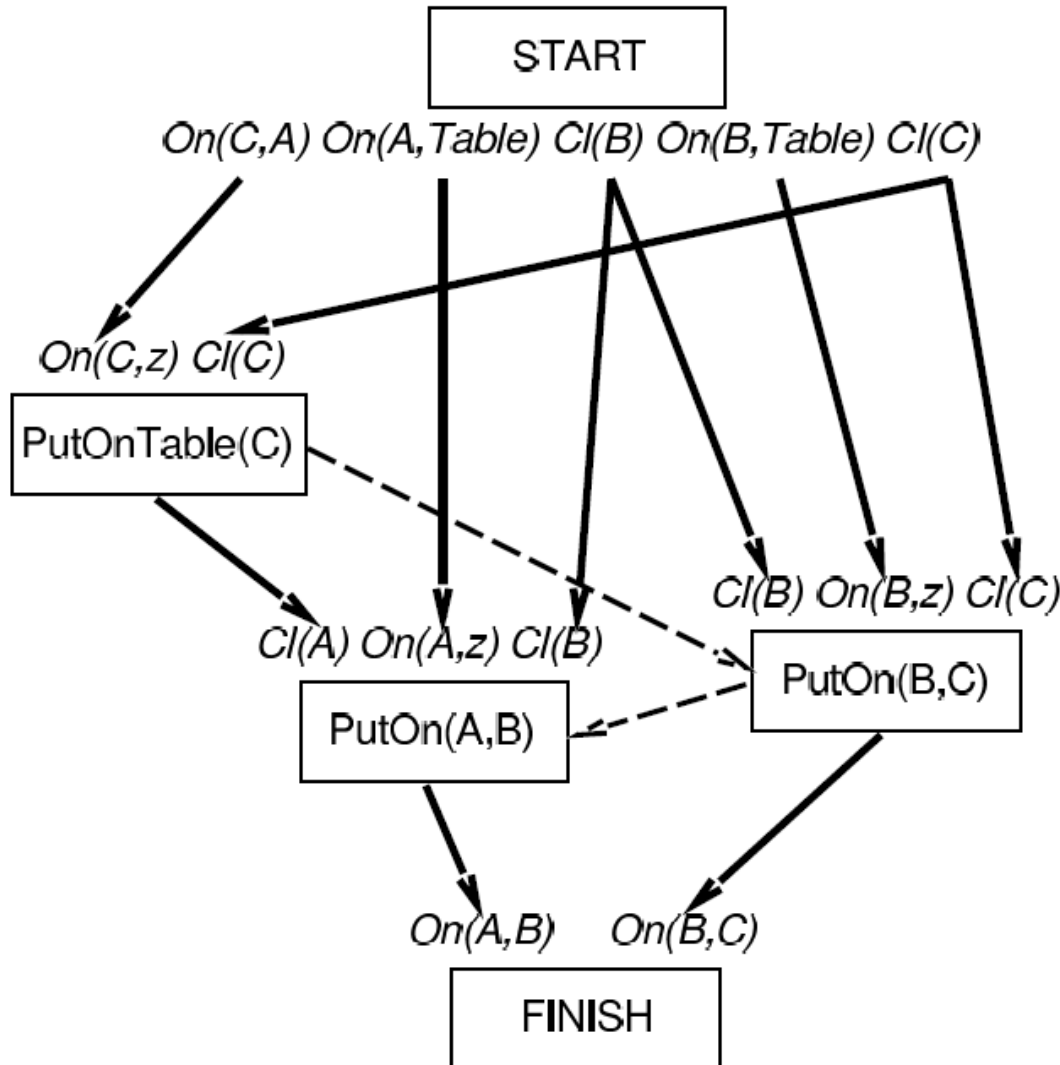 START
On(C,A) On(A,Table) Cl(B) On(B,Table) Cl(C)
On(C,z) Cl(C)
PutOnTable(C)
Cl(B) On(B,z) Cl(C)
Cl(A) On(A,z) Cl(B)
PutOn(B,C)
PutOn(A,B)
On(A,B) On(B,C)
FINISH